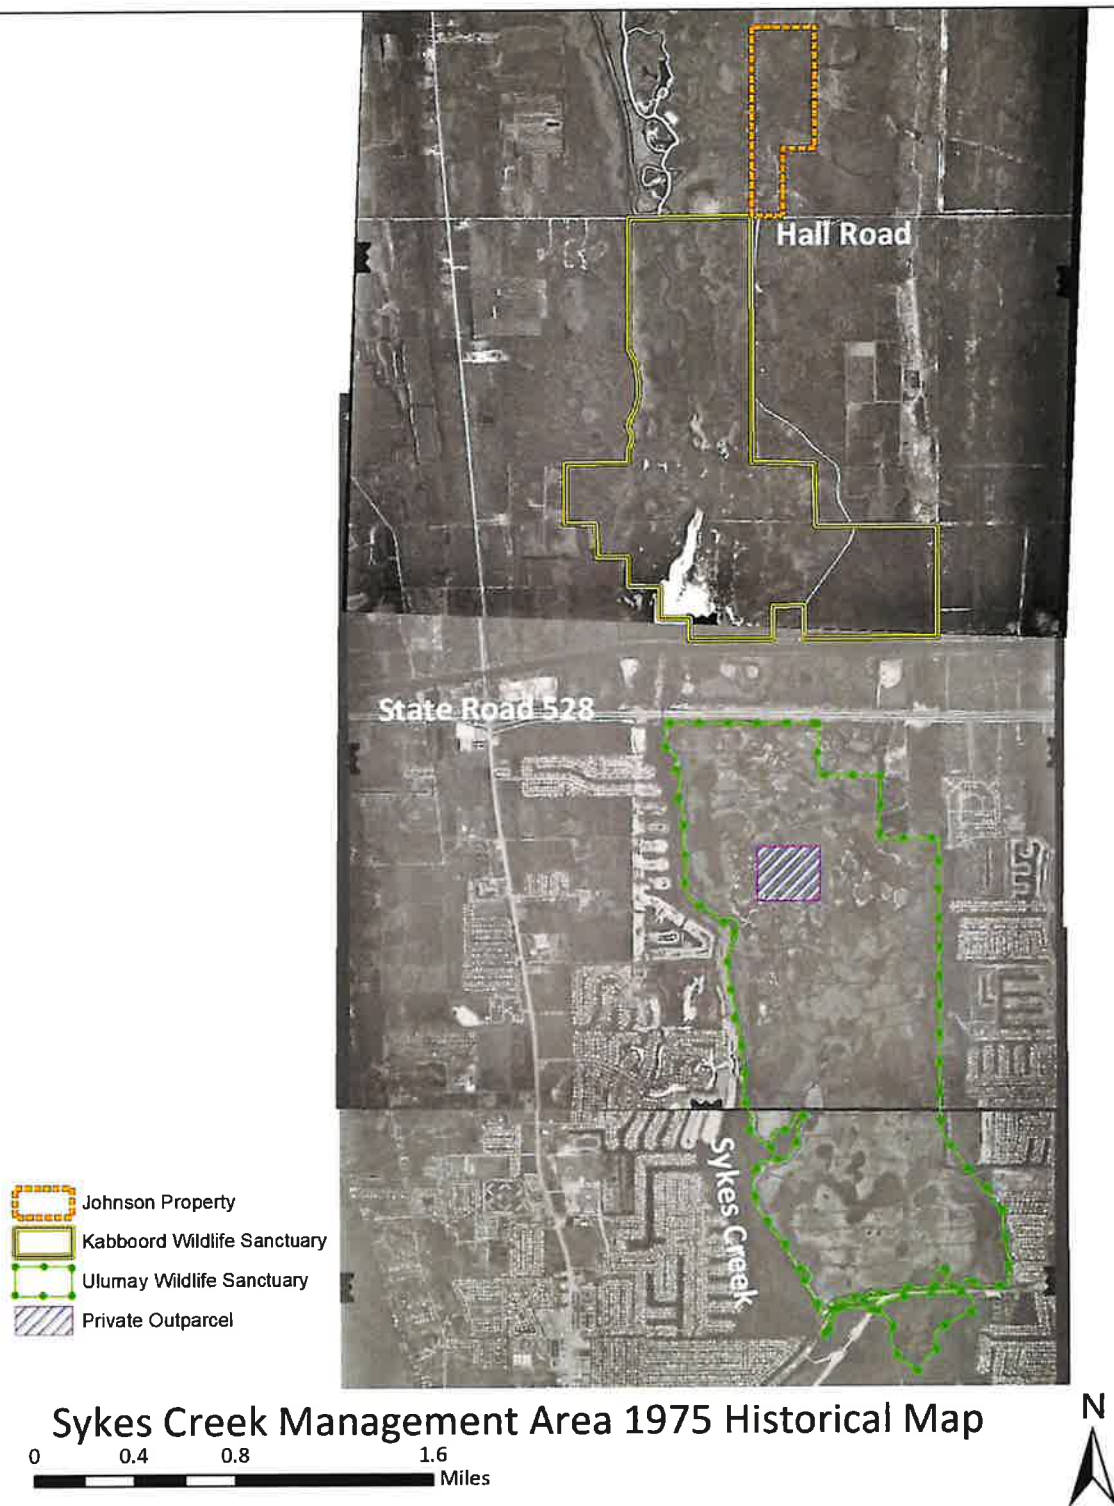 Hall Road
State Road 528
Sykes Creek
Johnson Property
Kabboord Wildlife Sanctuary
Ulumay Wildlife Sanctuary
Private Outparcel
Sykes Creek Management Area 1975 Historical Map
N
0 0.4 0.8 1.6
Miles